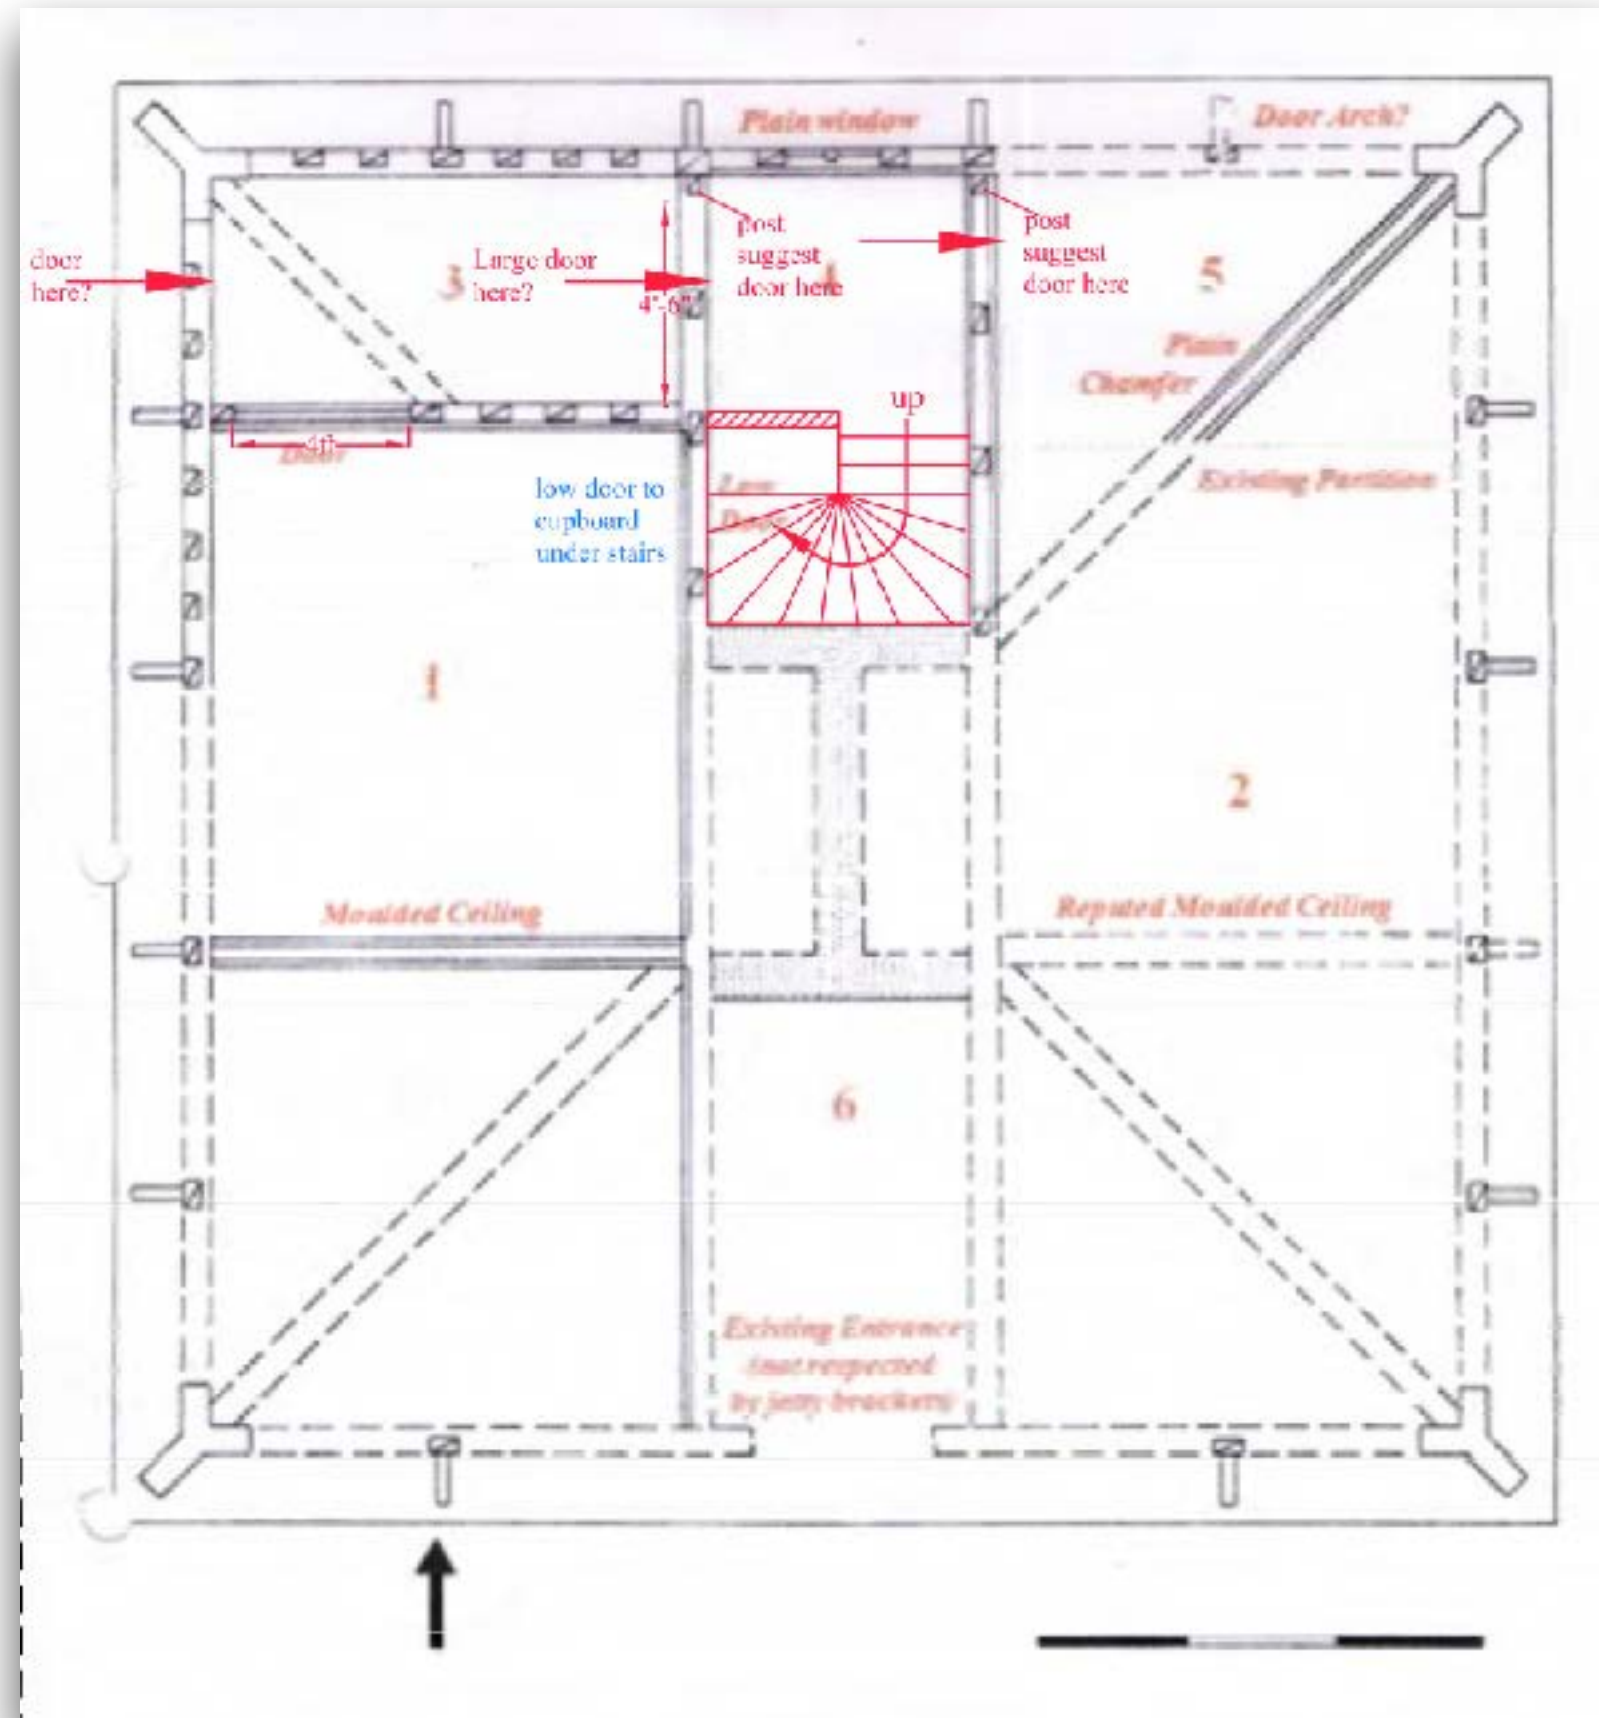 Plain window
Door Arch?
door
here?
3
Large door
here?
4'-6"
post
suggest
door here
4
post
suggest
door here
5
Plain
Chamfer
up
Existing Partition
4ft
Door
low door to
cupboard
under stairs
Low
Door
1
2
Moulded Ceiling
Reputed Moulded Ceiling
6
Existing Entrance
(not respected
by jetty brackets)